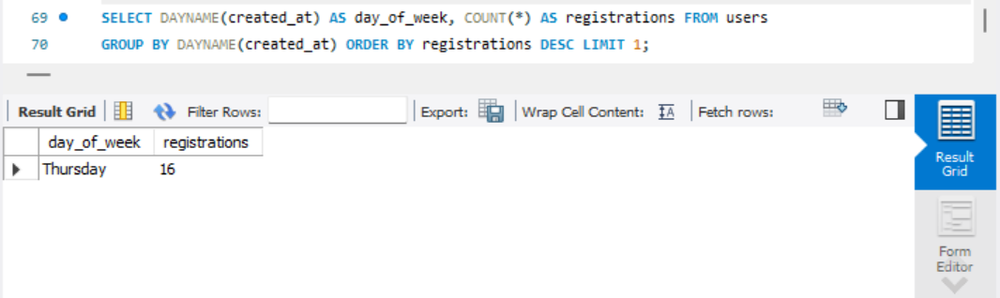 69 SELECT DAYNAME(created_at) AS day_of_week, COUNT(*) AS registrations FROM users
70 GROUP BY DAYNAME(created_at) ORDER BY registrations DESC LIMIT 1;
Result Grid Filter Rows: Export: Wrap Cell Content: IA Fetch rows:
day_of_week registrations
Thursday 16
Result
Grid
Form
Editor